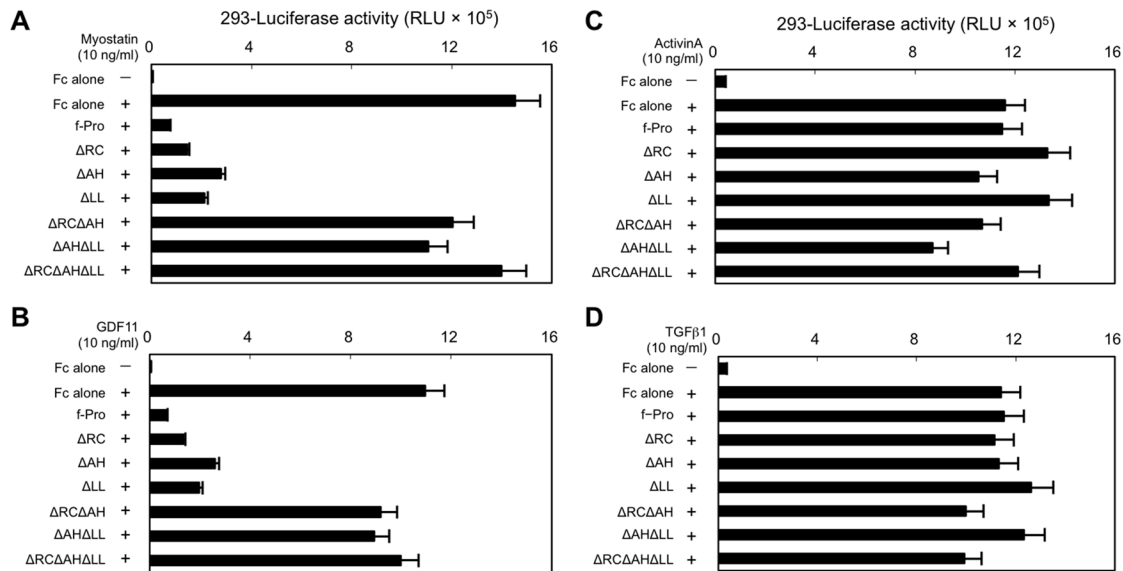 A
293-Luciferase activity (RLU × 10⁵)
Myostatin
(10 ng/ml)
0 4 8 12 16
Fc alone −
Fc alone +
f-Pro +
ΔRC +
ΔAH +
ΔLL +
ΔRCΔAH +
ΔAHΔLL +
ΔRCΔAHΔLL +
B
GDF11
(10 ng/ml)
0 4 8 12 16
Fc alone −
Fc alone +
f-Pro +
ΔRC +
ΔAH +
ΔLL +
ΔRCΔAH +
ΔAHΔLL +
ΔRCΔAHΔLL +
C
293-Luciferase activity (RLU × 10⁵)
ActivinA
(10 ng/ml)
0 4 8 12 16
Fc alone −
Fc alone +
f-Pro +
ΔRC +
ΔAH +
ΔLL +
ΔRCΔAH +
ΔAHΔLL +
ΔRCΔAHΔLL +
D
TGFβ1
(10 ng/ml)
0 4 8 12 16
Fc alone −
Fc alone +
f−Pro +
ΔRC +
ΔAH +
ΔLL +
ΔRCΔAH +
ΔAHΔLL +
ΔRCΔAHΔLL +